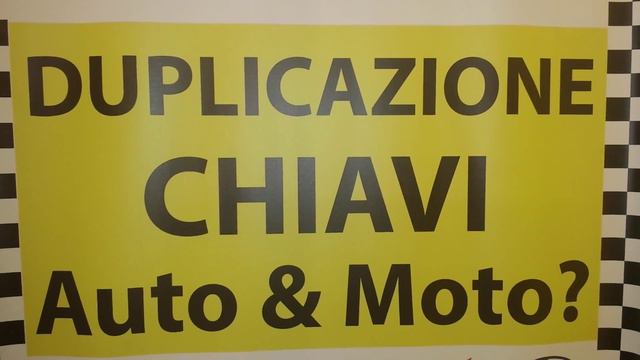 DUPLICAZIONE
CHIAVI
Auto & Moto?